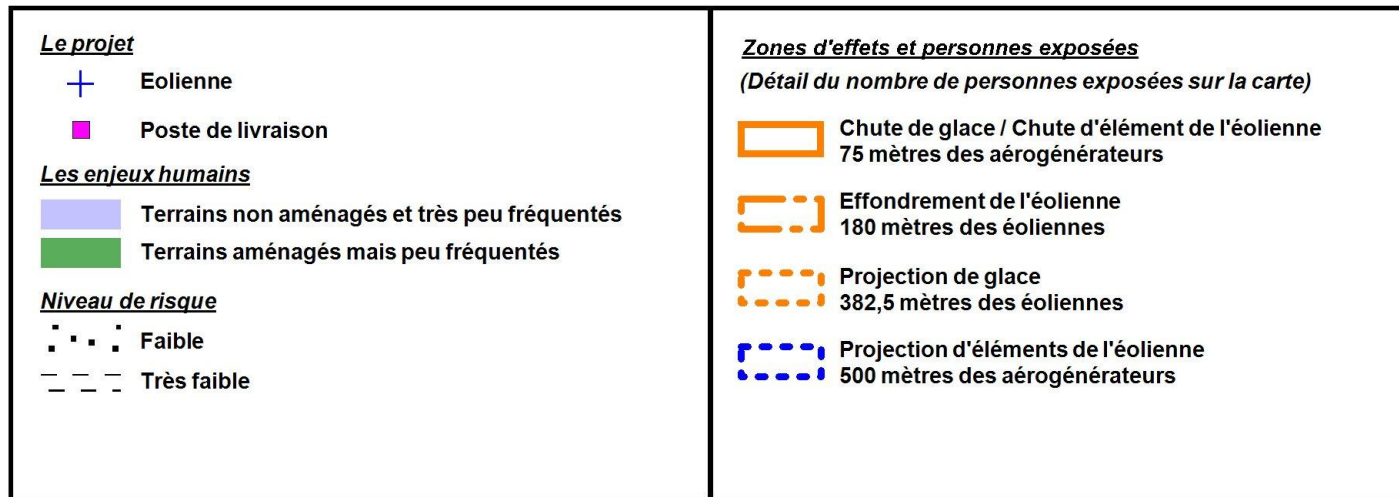 Le projet
Eolienne
Poste de livraison
Les enjeux humains
Terrains non aménagés et très peu fréquentés
Terrains aménagés mais peu fréquentés
Niveau de risque
Faible
Très faible
Zones d'effets et personnes exposées
(Détail du nombre de personnes exposées sur la carte)
Chute de glace / Chute d'élément de l'éolienne
75 mètres des aérogénérateurs
Effondrement de l'éolienne
180 mètres des éoliennes
Projection de glace
382,5 mètres des éoliennes
Projection d'éléments de l'éolienne
500 mètres des aérogénérateurs